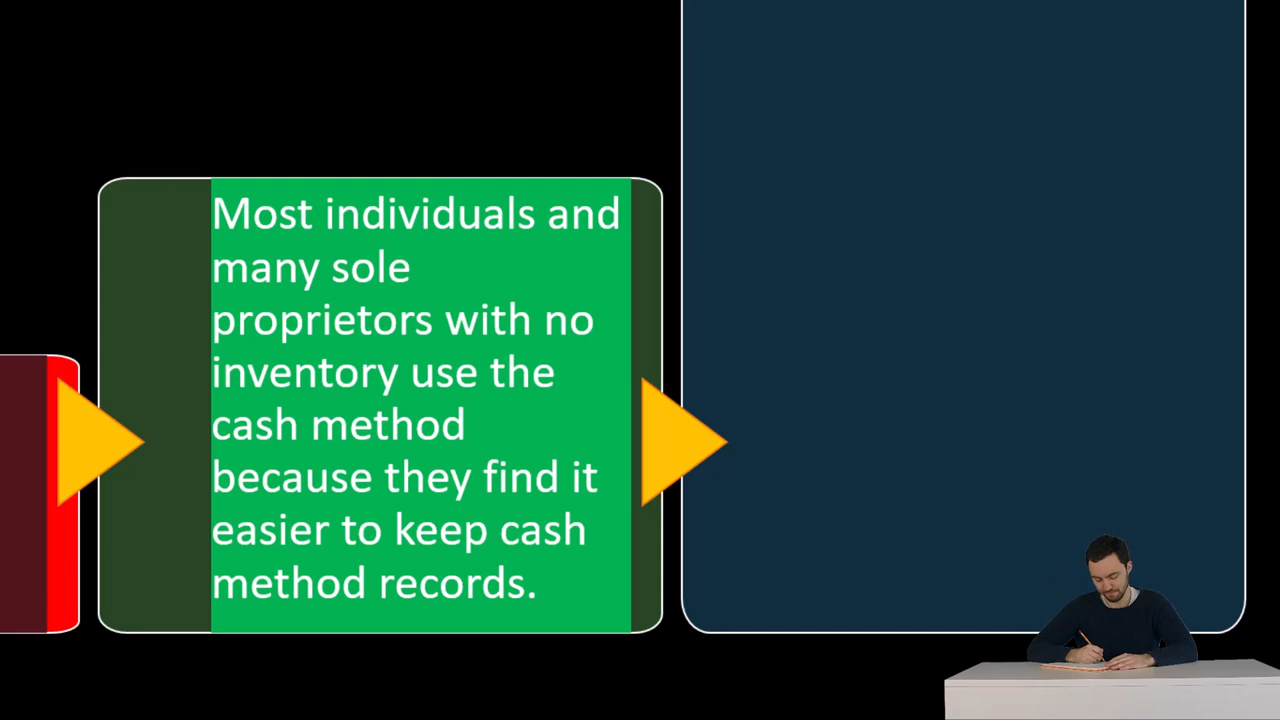 Most individuals and
many sole
proprietors with no
inventory use the
cash method
because they find it
easier to keep cash
method records.